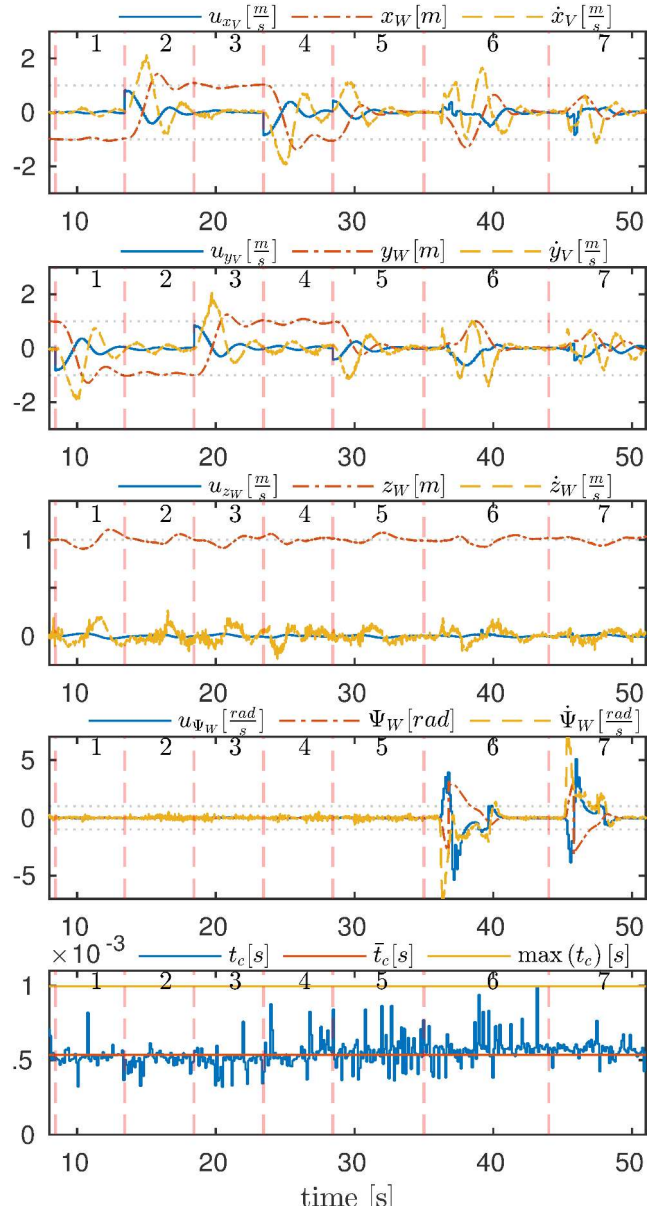 u_{x_V}[m/s] x_W[m] ẋ_V[m/s]
1 2 3 4 5 6 7
2
0
-2
10 20 30 40 50
u_{y_V}[m/s] y_W[m] ẏ_V[m/s]
1 2 3 4 5 6 7
2
0
-2
10 20 30 40 50
u_{z_W}[m/s] z_W[m] ż_W[m/s]
1 2 3 4 5 6 7
1
0
10 20 30 40 50
u_{Ψ_W}[rad/s] Ψ_W[rad] Ψ̇_W[rad/s]
1 2 3 4 5 6 7
5
0
-5
10 20 30 40 50
×10^{-3}
t_c[s] t̄_c[s] max (t_c) [s]
1 2 3 4 5 6 7
1
.5
0
10 20 30 40 50
time [s]